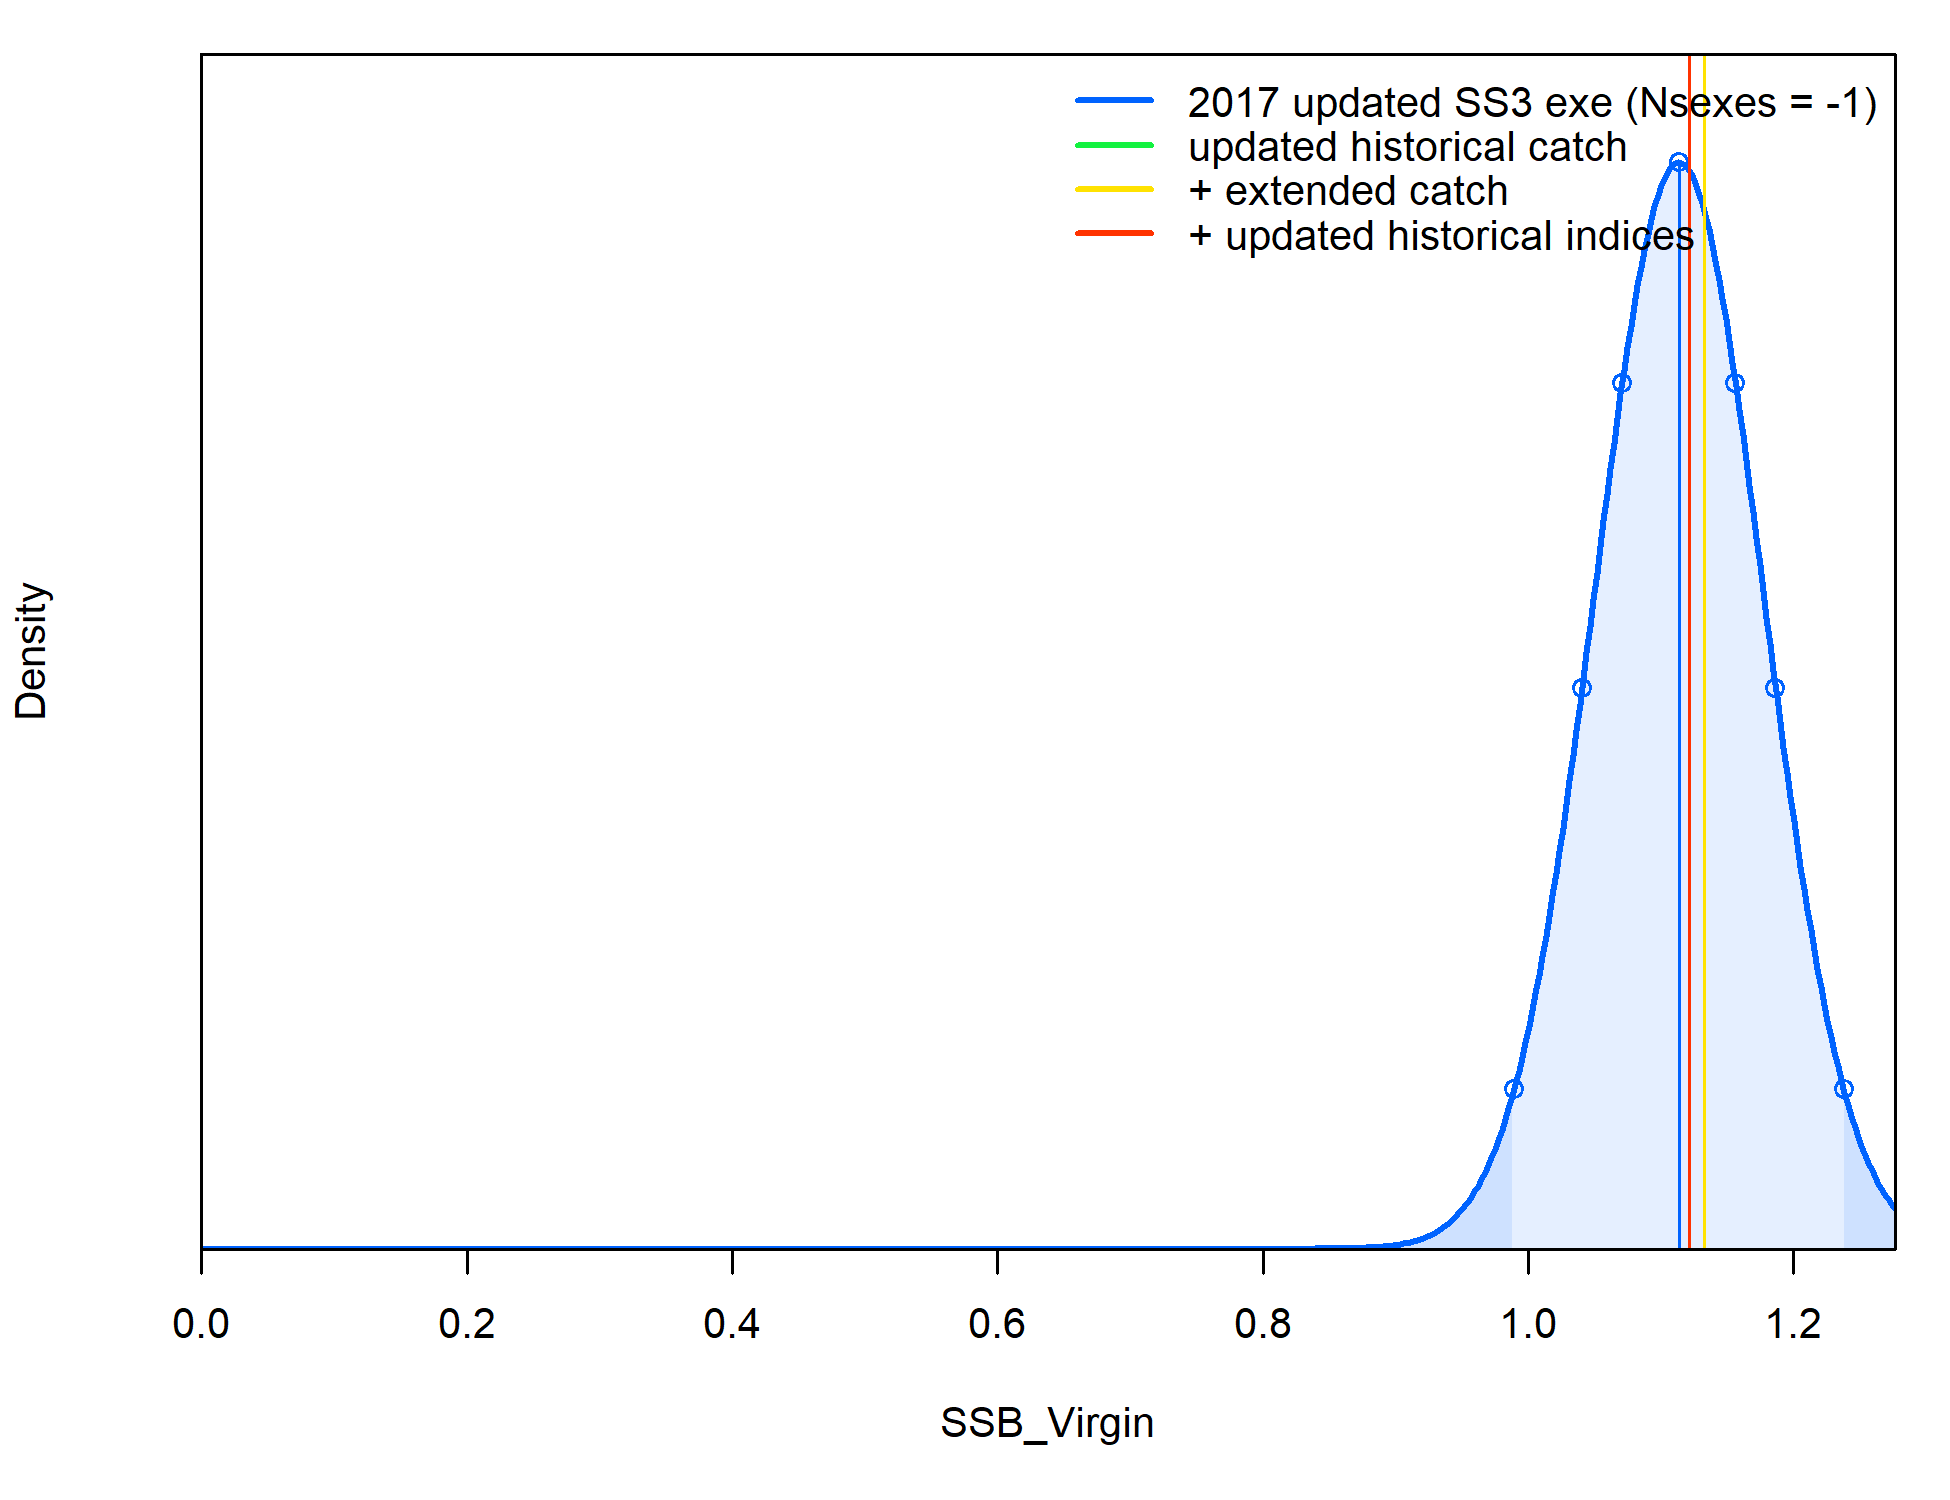 2017 updated SS3 exe (Nsexes = -1)
updated historical catch
+ extended catch
+ updated historical indices
Density
0.0 0.2 0.4 0.6 0.8 1.0 1.2
SSB_Virgin